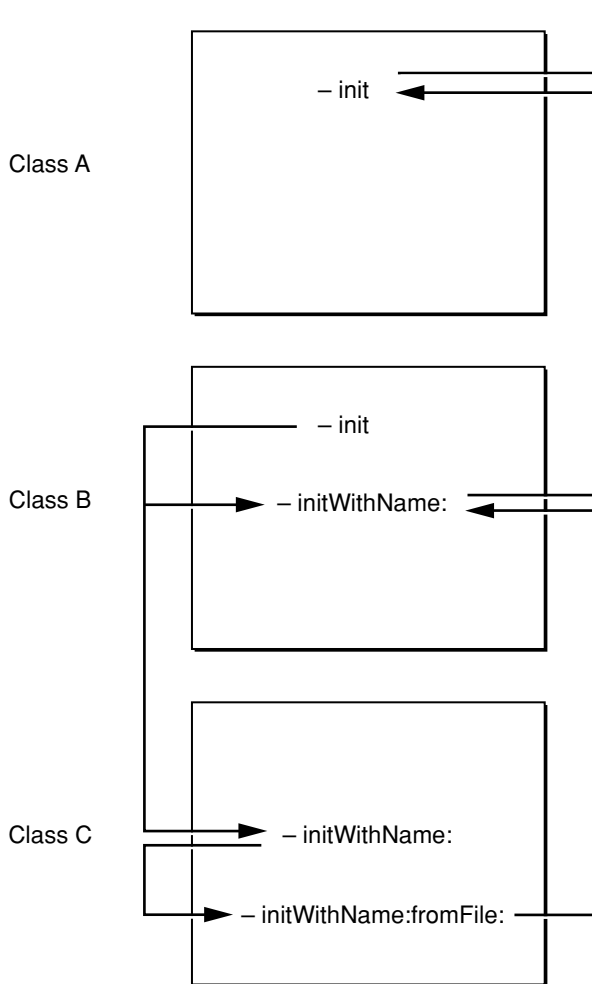 – init
Class A
– init
Class B
– initWithName:
Class C
– initWithName:
– initWithName:fromFile: